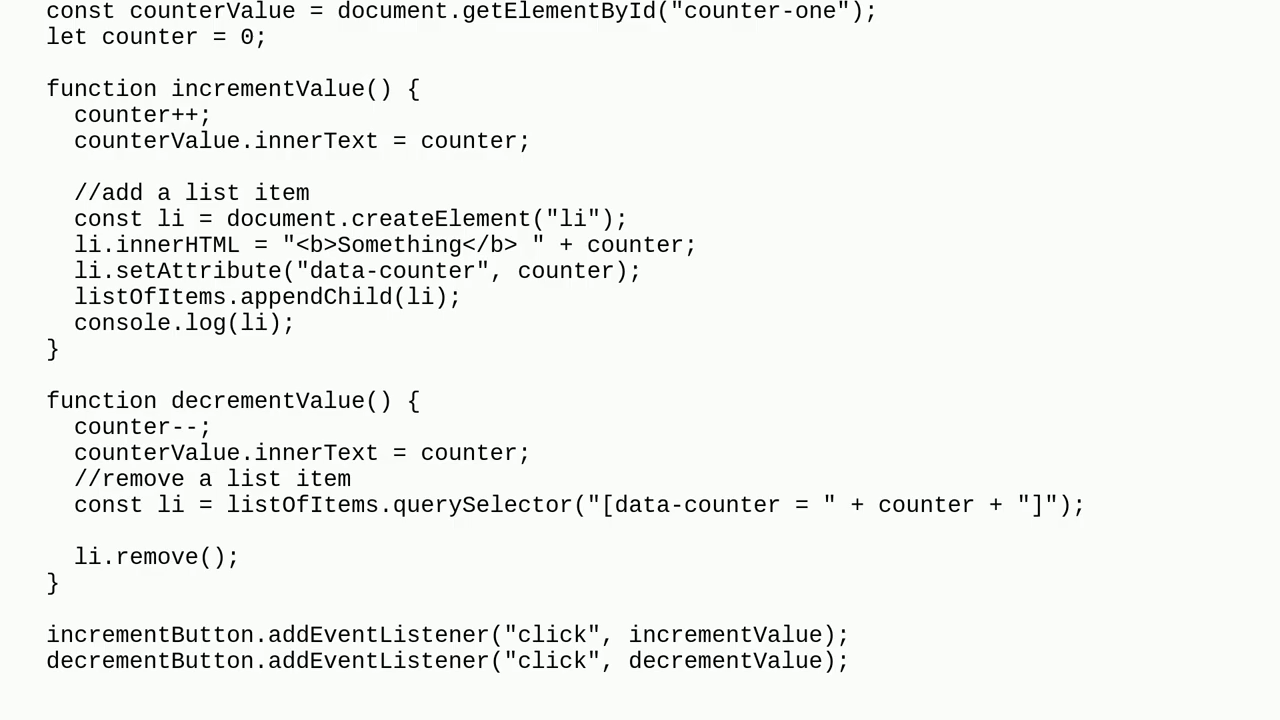 const counterValue = document.getElementById("counter-one");
let counter = 0;

function incrementValue() {
  counter++;
  counterValue.innerText = counter;

  //add a list item
  const li = document.createElement("li");
  li.innerHTML = "<b>Something</b> " + counter;
  li.setAttribute("data-counter", counter);
  listOfItems.appendChild(li);
  console.log(li);
}

function decrementValue() {
  counter--;
  counterValue.innerText = counter;
  //remove a list item
  const li = listOfItems.querySelector("[data-counter = " + counter + "]");

  li.remove();
}

incrementButton.addEventListener("click", incrementValue);
decrementButton.addEventListener("click", decrementValue);